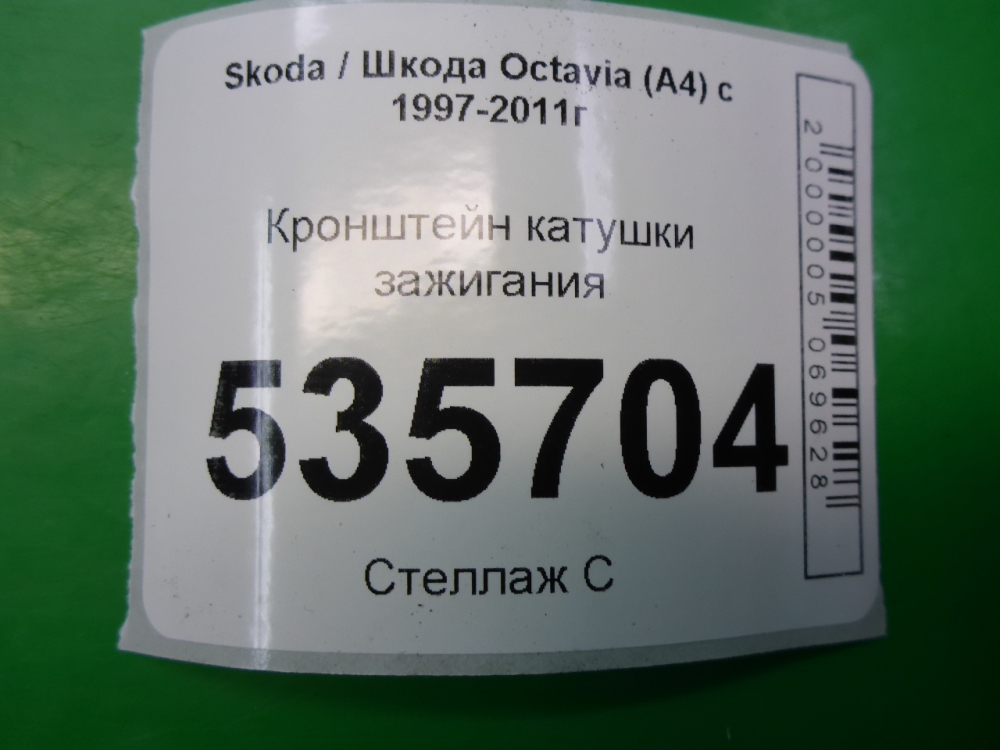 Skoda / Шкода Octavia (A4) с
1997-2011г
Кронштейн катушки
зажигания
535704
Стеллаж С
2000005069628